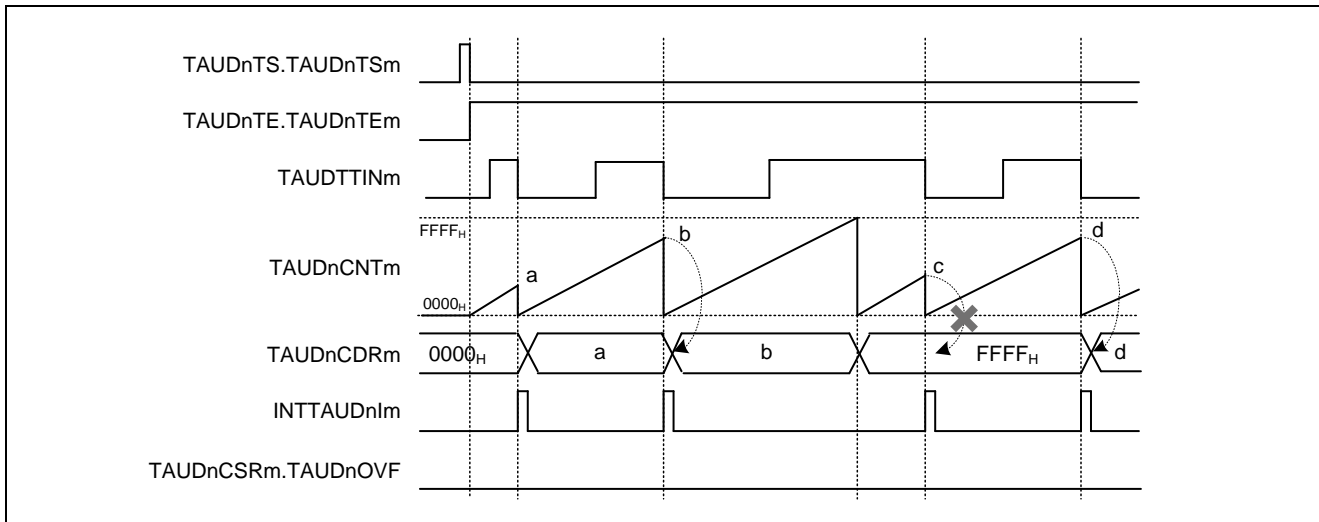 TAUDnTS.TAUDnTSm
TAUDnTE.TAUDnTEm
TAUDTTINm
FFFFH
b
d
TAUDnCNTm
a
c
0000H
TAUDnCDRm
0000H
a
b
FFFFH
d
INTTAUDnIm
TAUDnCSRm.TAUDnOVF